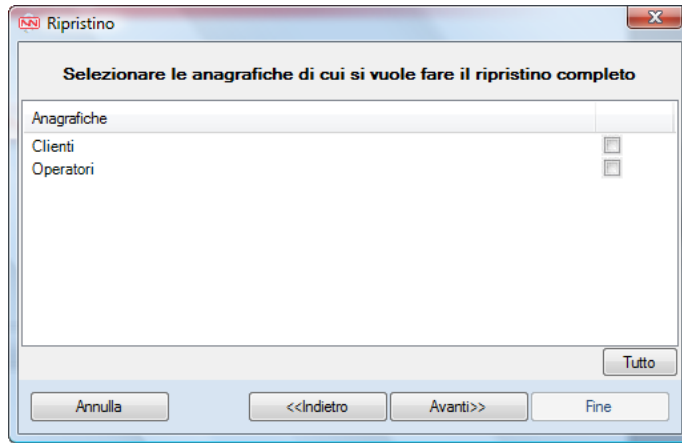 Ripristino
Selezionare le anagrafiche di cui si vuole fare il ripristino completo
Anagrafiche
Clienti
Operatori
Tutto
Annulla <<Indietro Avanti>> Fine